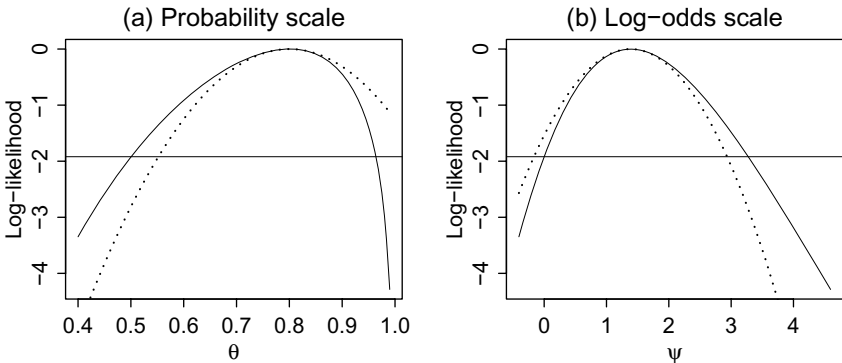 (a) Probability scale
(b) Log−odds scale
Log−likelihood
0
−1
−2
−3
−4
0.4 0.5 0.6 0.7 0.8 0.9 1.0
θ
Log−likelihood
0
−1
−2
−3
−4
0 1 2 3 4
ψ